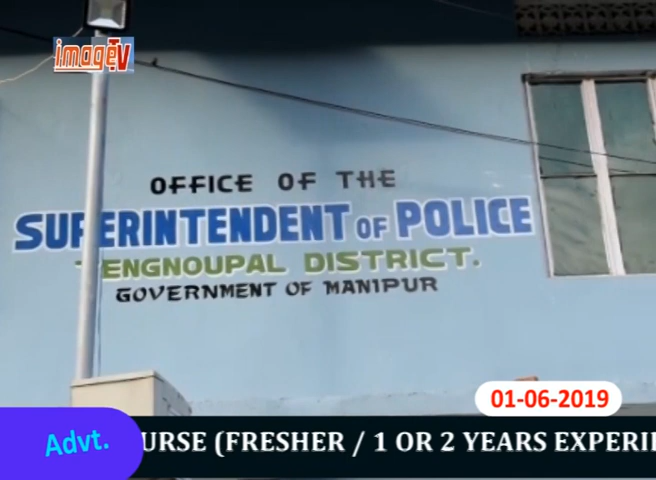 imageTV
OFFICE OF THE
SUPERINTENDENT OF POLICE
TENGNOUPAL DISTRICT.
GOVERNMENT OF MANIPUR
01-06-2019
Advt.
URSE (FRESHER / 1 OR 2 YEARS EXPERI